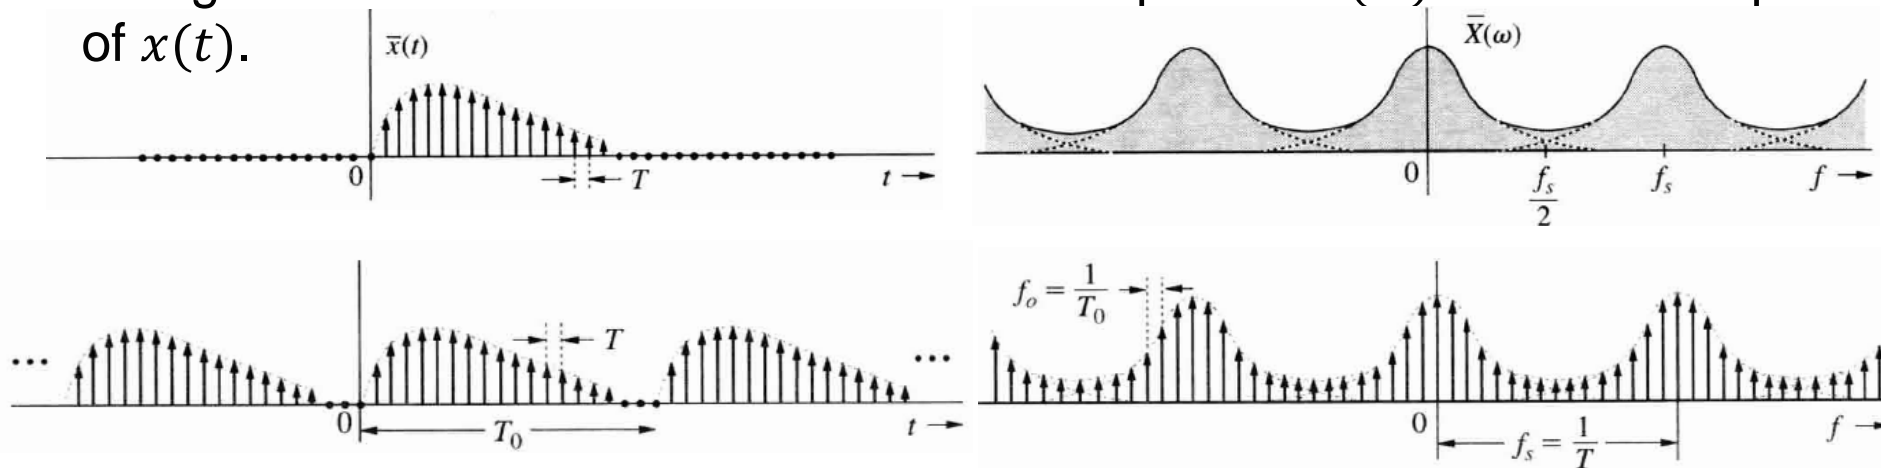 of x(t).
x̄(t)
0
T
t →
X̄(ω)
0
f_s/2
f_s
f →
...
T
...
0
T_0
t →
f_o = 1/T_0
0
f_s = 1/T
f →